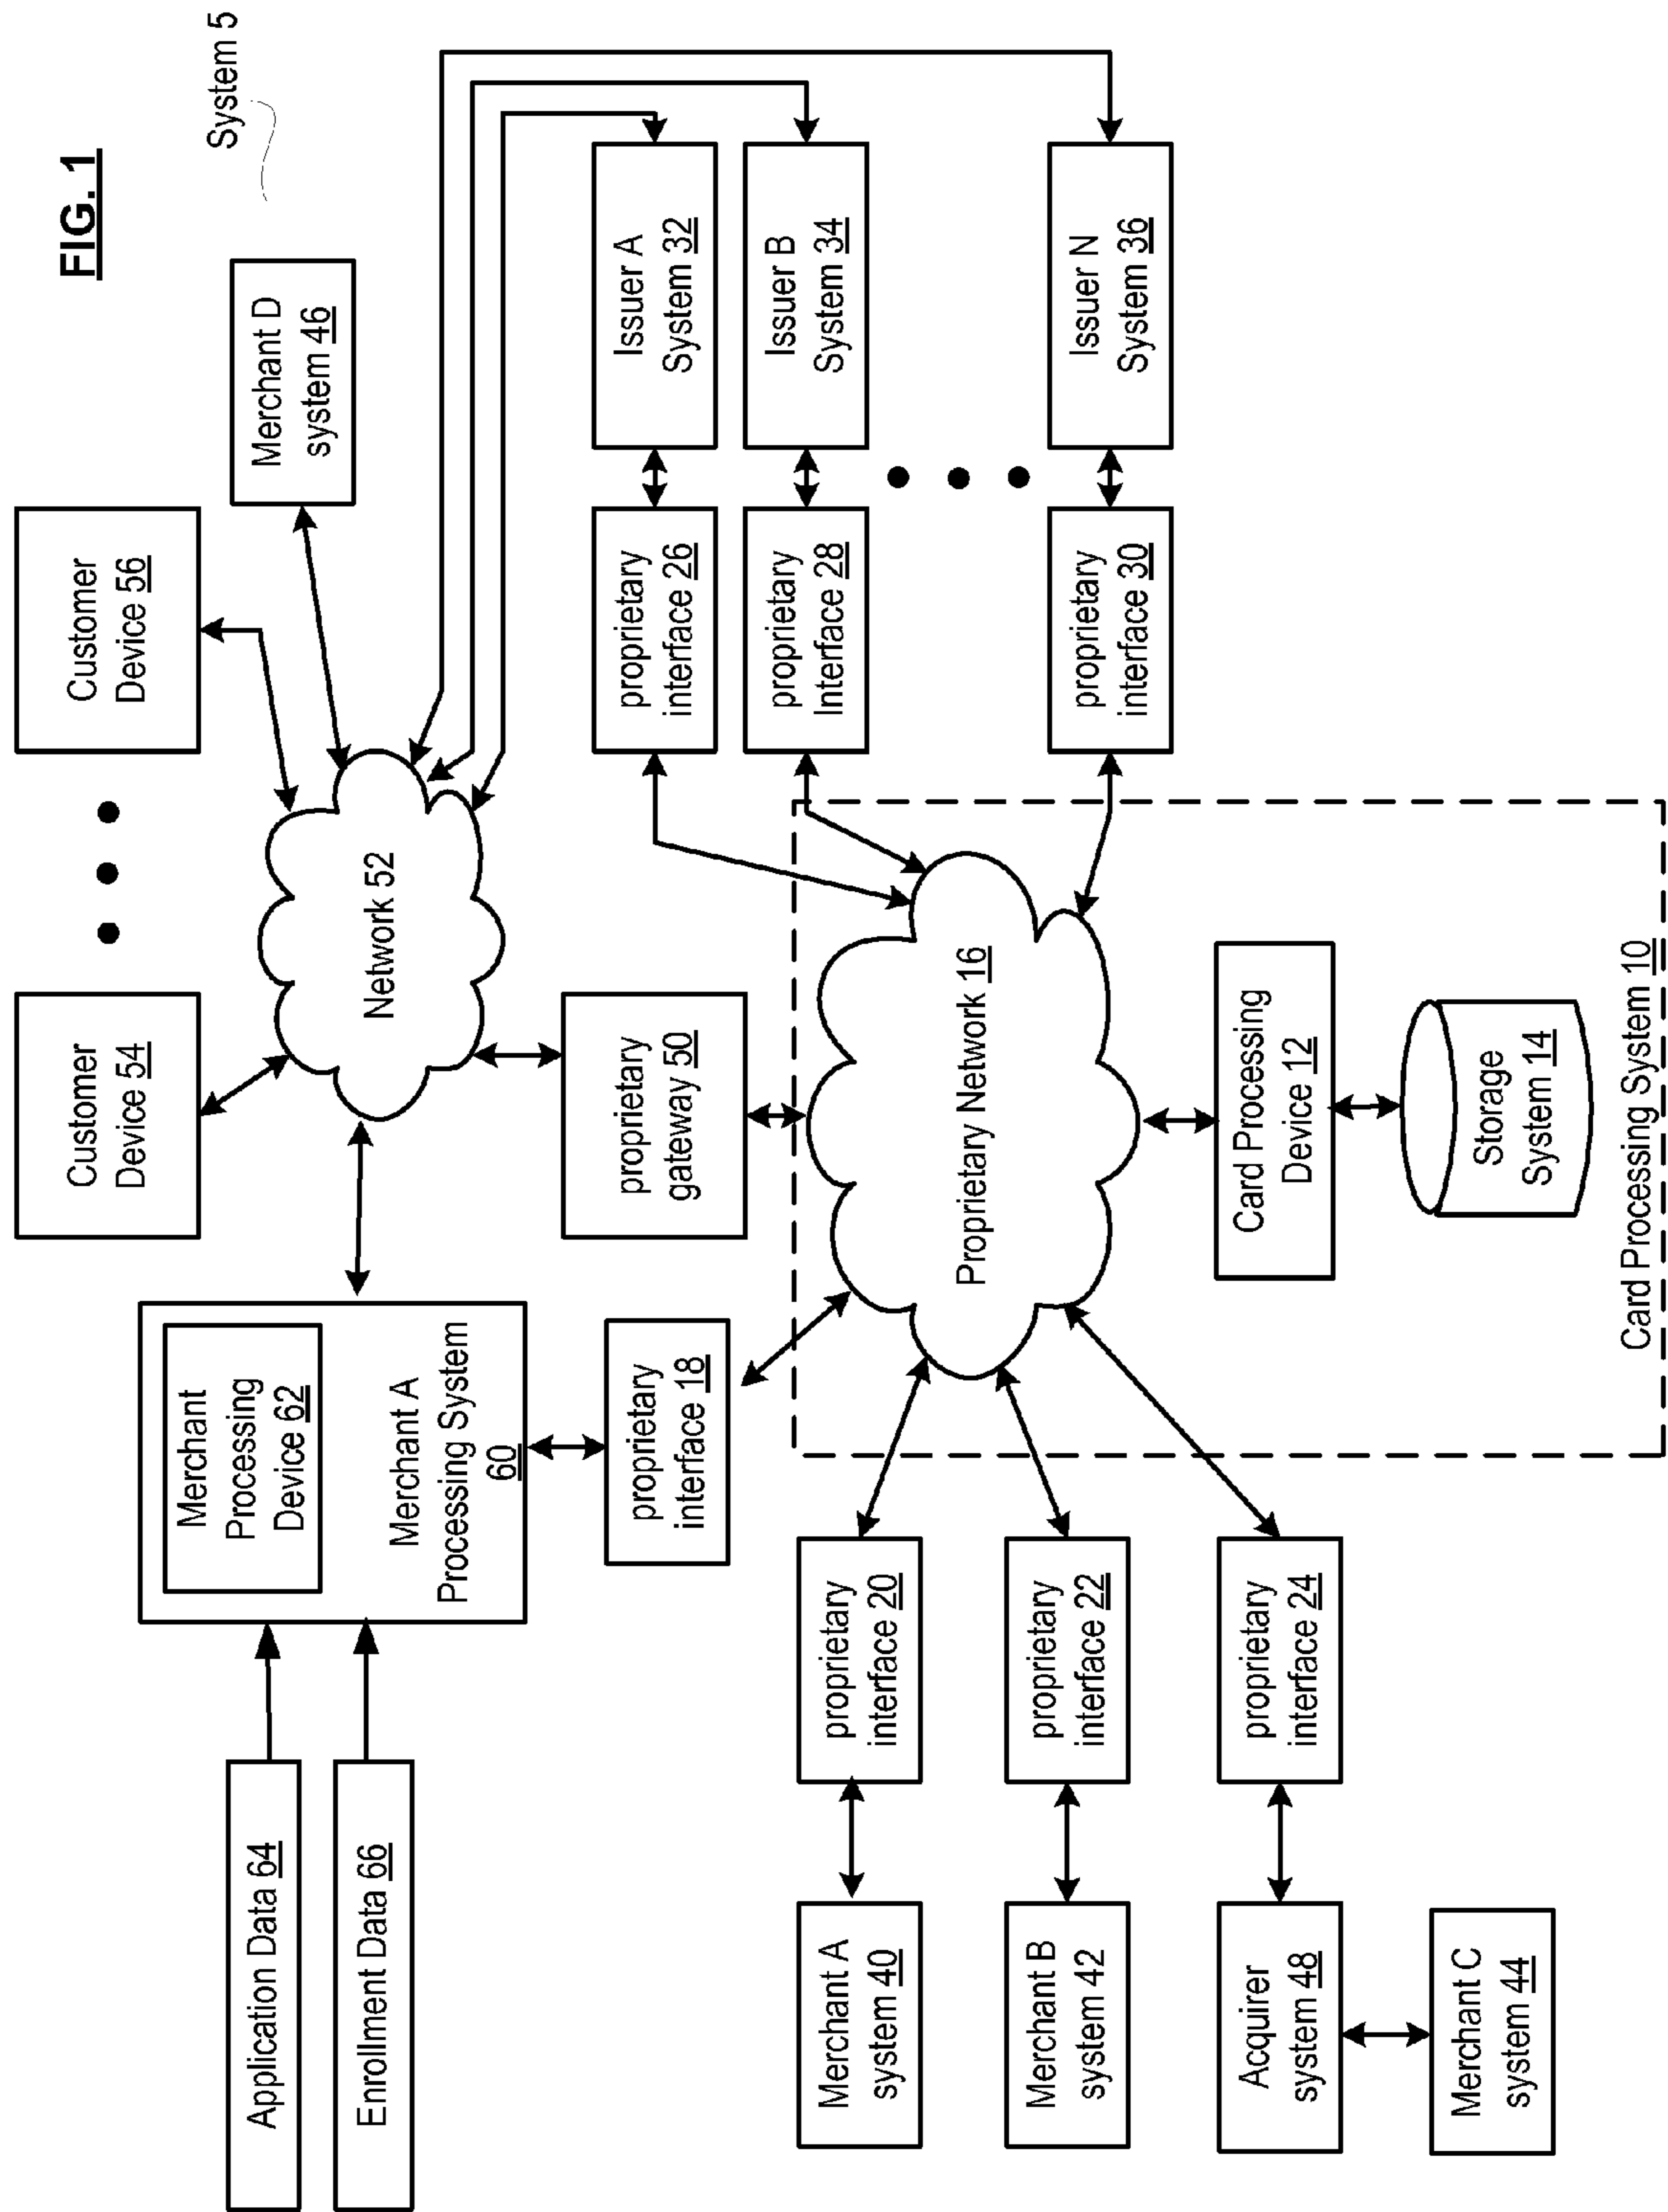 FIG. 1
System 5
Customer
Device 54
Customer
Device 56
Merchant D
system 46
Network 52
Merchant
Processing
Device 62
Merchant A
Processing System
60
Application Data 64
Enrollment Data 66
proprietary
interface 18
proprietary
gateway 50
proprietary
interface 26
Issuer A
System 32
proprietary
Interface 28
Issuer B
System 34
proprietary
interface 30
Issuer N
System 36
Merchant A
system 40
proprietary
interface 20
Merchant B
system 42
proprietary
interface 22
Acquirer
system 48
proprietary
interface 24
Merchant C
system 44
Proprietary Network 16
Card Processing
Device 12
Storage
System 14
Card Processing System 10